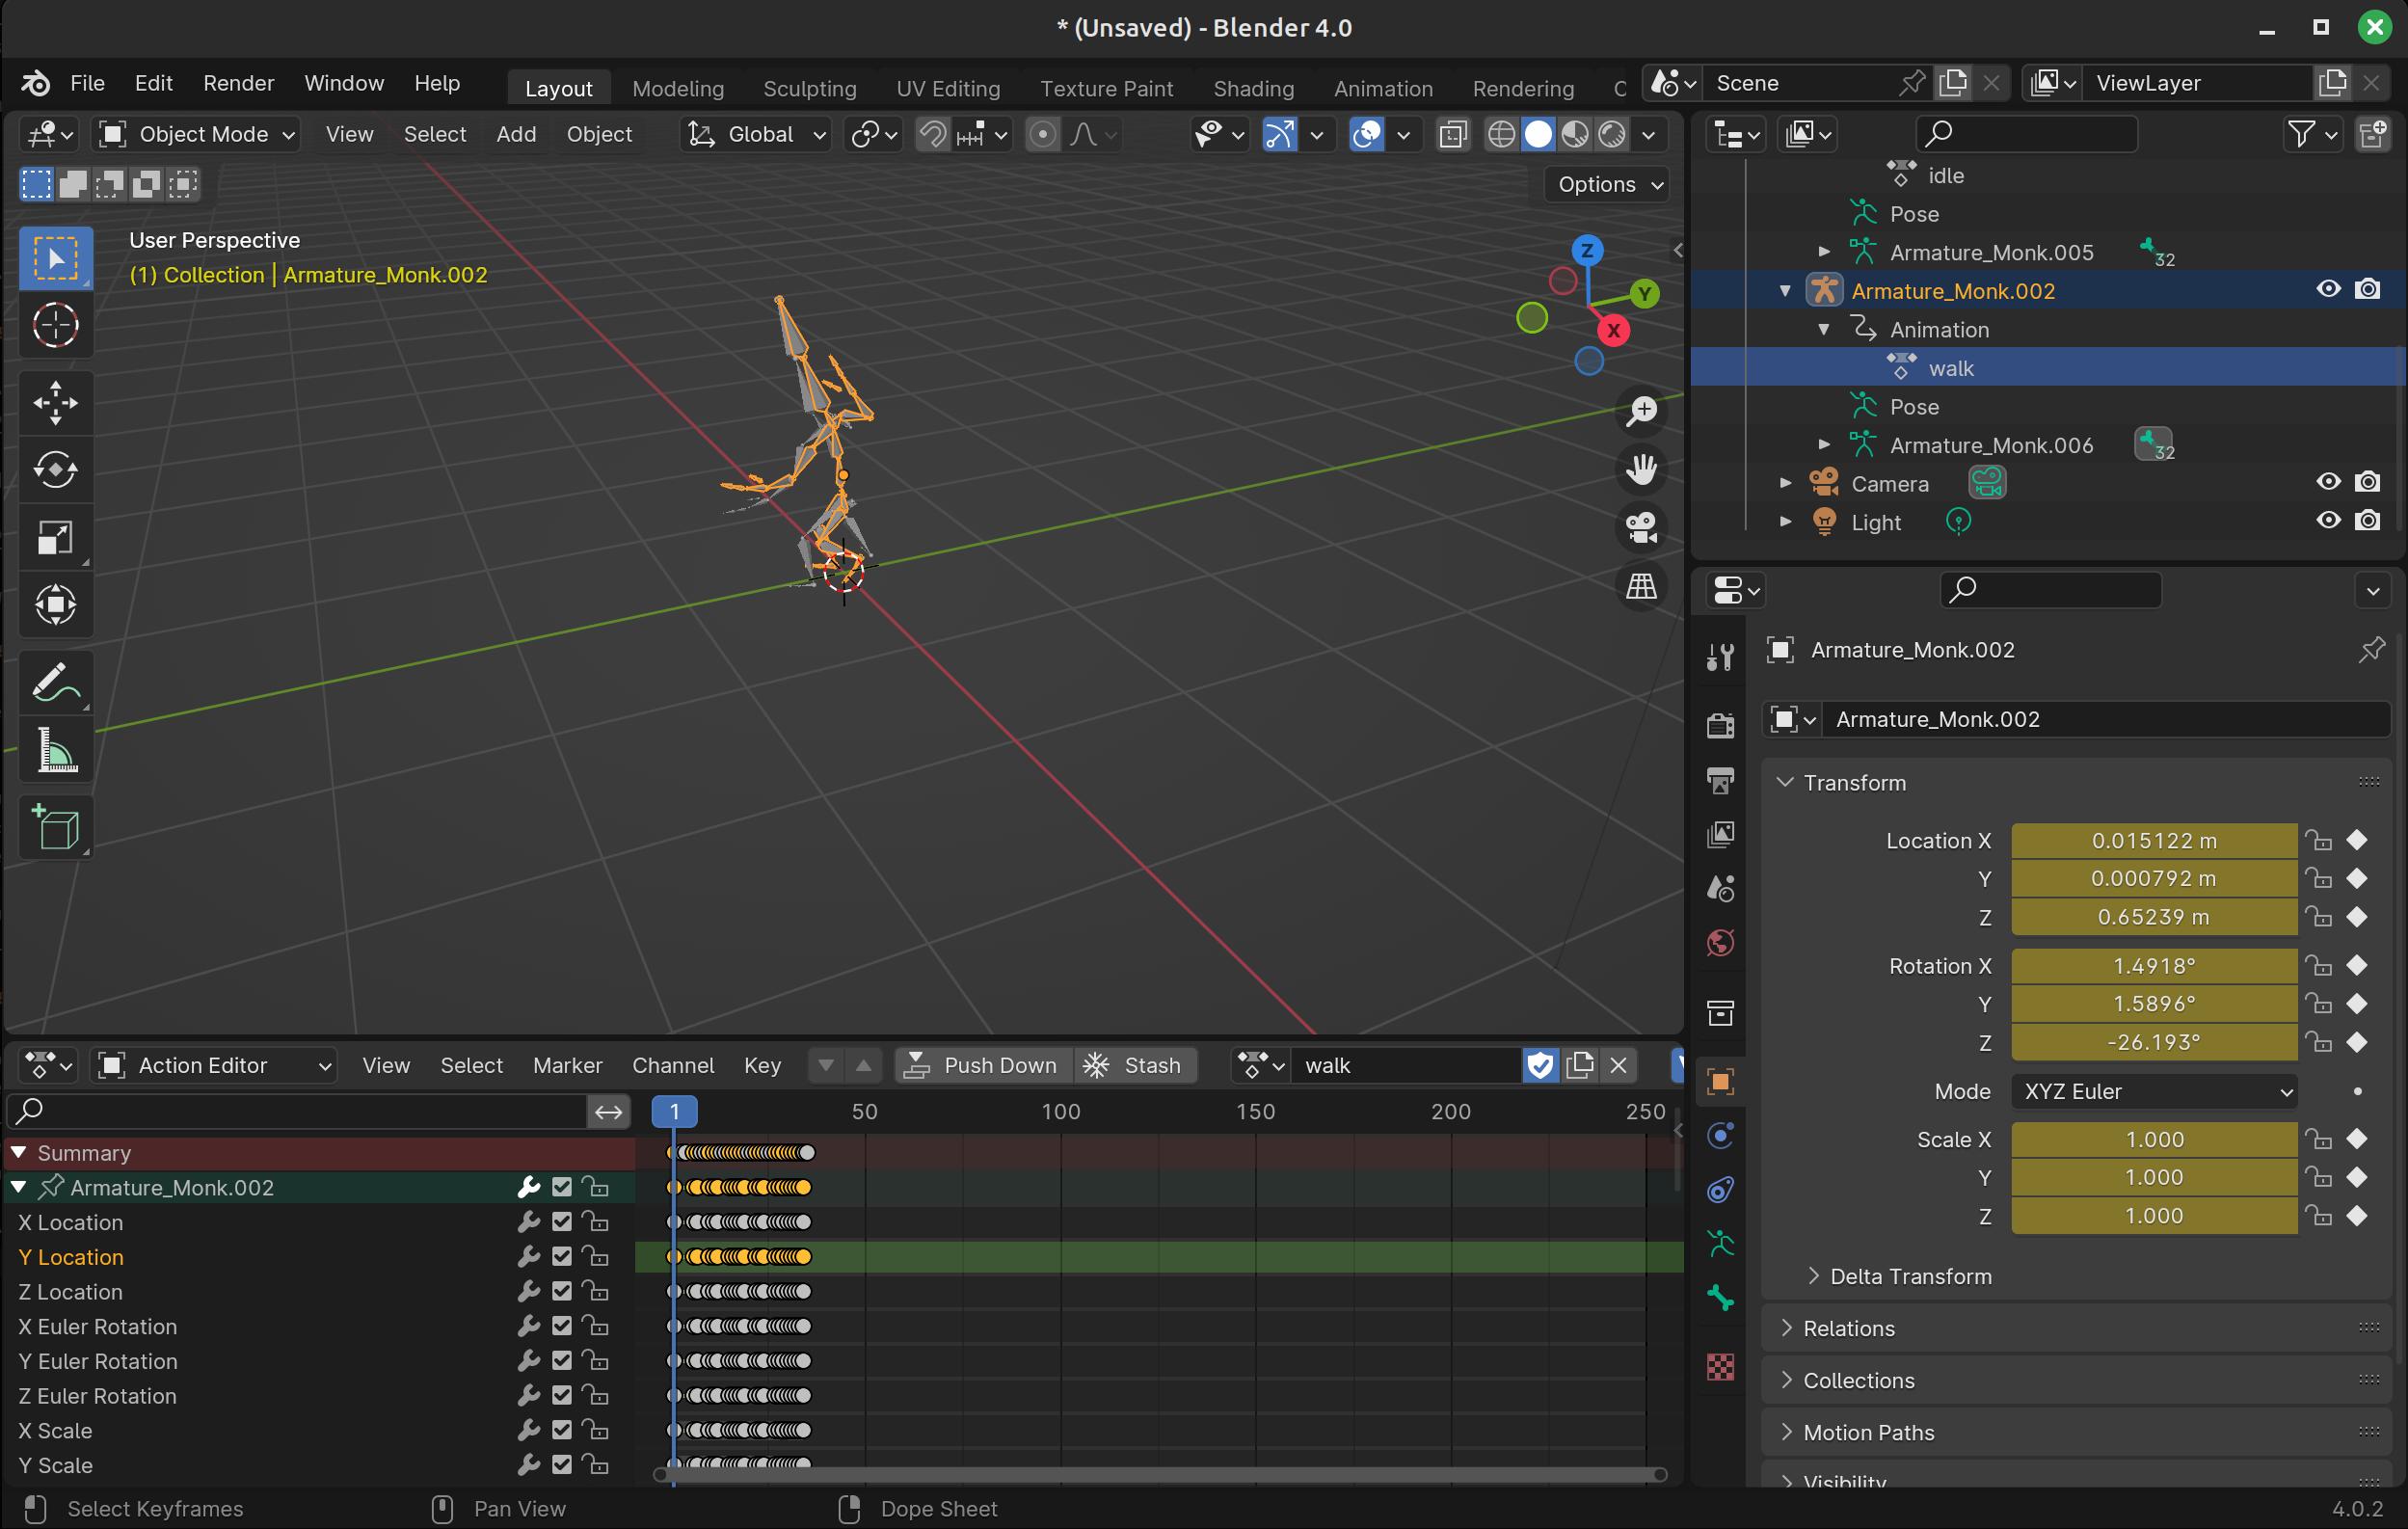 * (Unsaved) - Blender 4.0
File Edit Render Window Help Layout Modeling Sculpting UV Editing Texture Paint Shading Animation Rendering C Scene ViewLayer
Object Mode View Select Add Object Global
Options
User Perspective
(1) Collection | Armature_Monk.002
Z
Y
X
idle
Pose
Armature_Monk.005 32
Armature_Monk.002
Animation
walk
Pose
Armature_Monk.006 32
Camera
Light
Armature_Monk.002
Armature_Monk.002
Transform
Location X 0.015122 m
Y 0.000792 m
Z 0.65239 m
Rotation X 1.4918°
Y 1.5896°
Z -26.193°
Mode XYZ Euler
Scale X 1.000
Y 1.000
Z 1.000
Delta Transform
Relations
Collections
Motion Paths
Visibility
Action Editor View Select Marker Channel Key Push Down Stash walk
1 50 100 150 200 250
Summary
Armature_Monk.002
X Location
Y Location
Z Location
X Euler Rotation
Y Euler Rotation
Z Euler Rotation
X Scale
Y Scale
Select Keyframes Pan View Dope Sheet 4.0.2